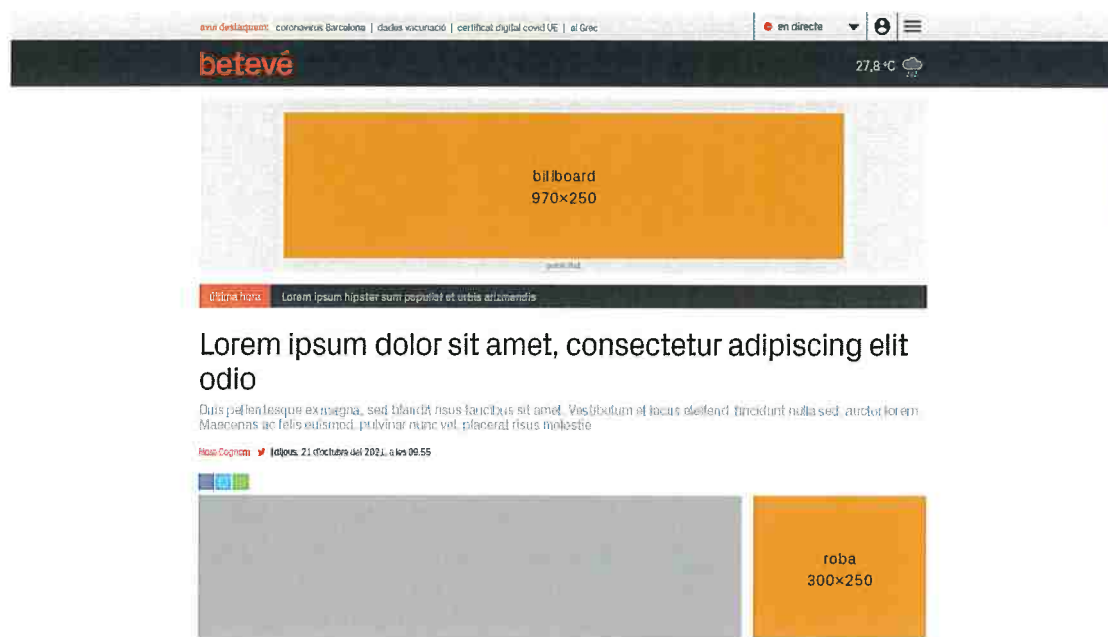 avui destaquem: coronavirus Barcelona | dades vacunació | certificat digital covid UE | al Grec
en directe
betevé
27,8 °C
billboard
970×250
publicitat
última hora Lorem ipsum hipster sum populiat et urbis arizmendis
Lorem ipsum dolor sit amet, consectetur adipiscing elit
odio
Duis pellentesque ex magna, sed blandit risus faucibus sit amet. Vestibulum et lacus eleifend, tincidunt nulla sed, auctor lorem.
Maecenas ac felis euismod, pulvinar nunc vel, placerat risus molestie
Nom Cognom dijous, 21 d'octubre del 2021, a les 09.55
roba
300×250